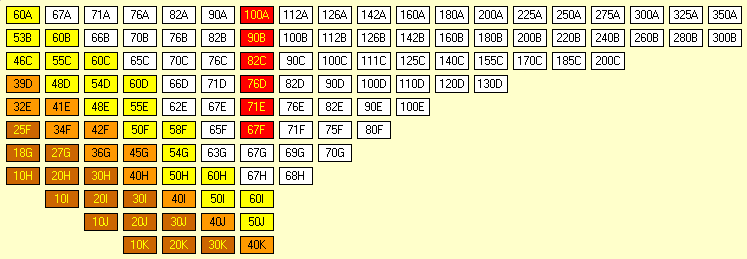 60A 67A 71A 76A 82A 90A 100A 112A 126A 142A 160A 180A 200A 225A 250A 275A 300A 325A 350A
53B 60B 66B 70B 76B 82B 90B 100B 112B 126B 142B 160B 180B 200B 220B 240B 260B 280B 300B
46C 55C 60C 65C 70C 76C 82C 90C 100C 111C 125C 140C 155C 170C 185C 200C
39D 48D 54D 60D 66D 71D 76D 82D 90D 100D 110D 120D 130D
32E 41E 48E 55E 62E 67E 71E 76E 82E 90E 100E
25F 34F 42F 50F 58F 65F 67F 71F 75F 80F
18G 27G 36G 45G 54G 63G 67G 69G 70G
10H 20H 30H 40H 50H 60H 67H 68H
10I 20I 30I 40I 50I 60I
10J 20J 30J 40J 50J
10K 20K 30K 40K